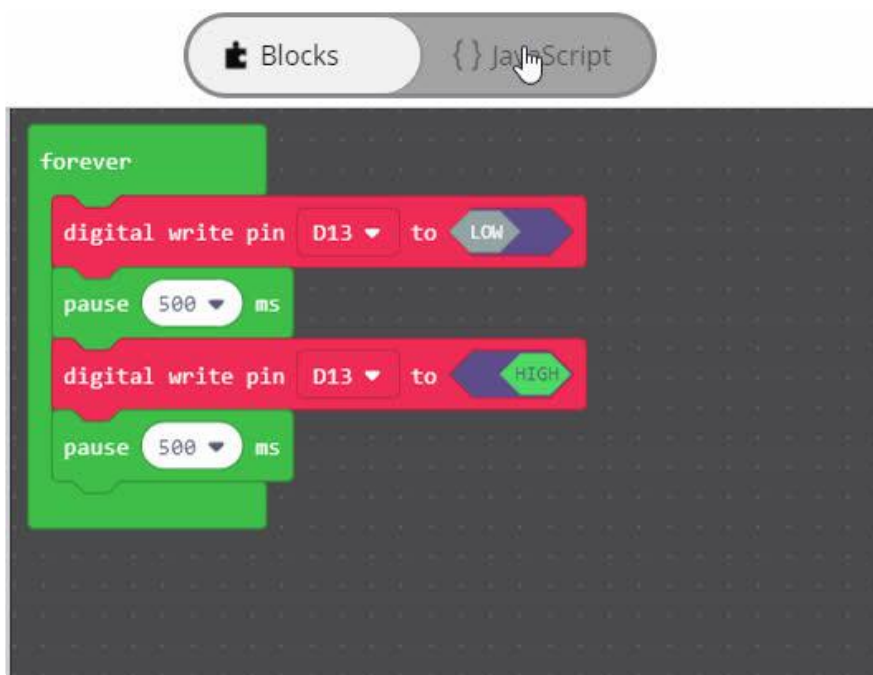 Blocks
{ } JavaScript
forever
digital write pin D13 to LOW
pause 500 ms
digital write pin D13 to HIGH
pause 500 ms